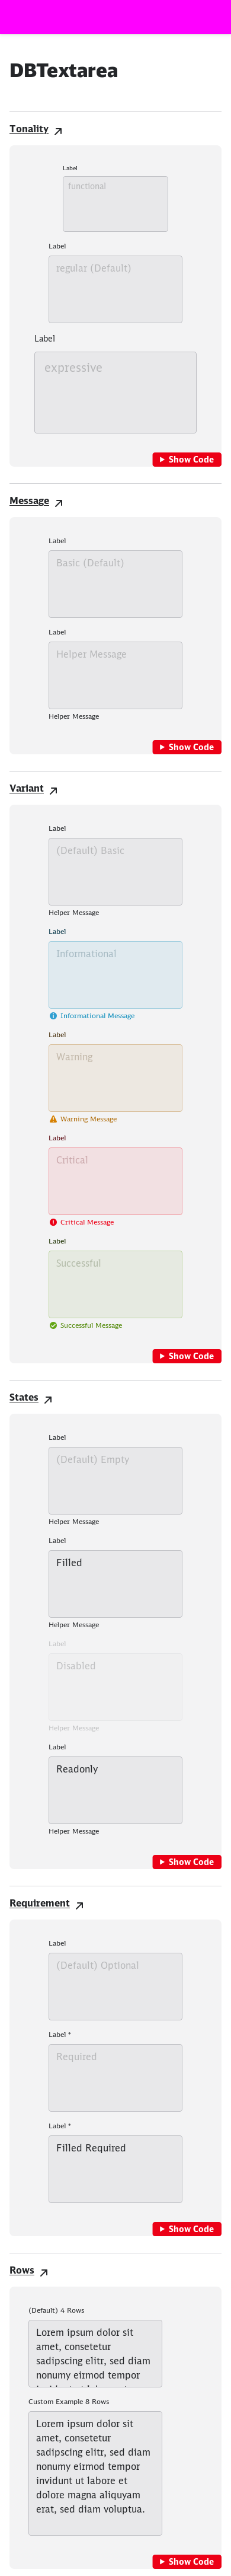 DBTextarea
Tonality
Label
functional
Label
regular (Default)
Label
expressive
Show Code
Message
Label
Basic (Default)
Label
Helper Message
Helper Message
Show Code
Variant
Label
(Default) Basic
Helper Message
Label
Informational
Informational Message
Label
Warning
Warning Message
Label
Critical
Critical Message
Label
Successful
Successful Message
Show Code
States
Label
(Default) Empty
Helper Message
Label
Filled
Helper Message
Label
Disabled
Helper Message
Label
Readonly
Helper Message
Show Code
Requirement
Label
(Default) Optional
Label *
Required
Label *
Filled Required
Show Code
Rows
(Default) 4 Rows
Lorem ipsum dolor sit
amet, consetetur
sadipscing elitr, sed diam
nonumy eirmod tempor
Custom Example 8 Rows
Lorem ipsum dolor sit
amet, consetetur
sadipscing elitr, sed diam
nonumy eirmod tempor
invidunt ut labore et
dolore magna aliquyam
erat, sed diam voluptua.
Show Code